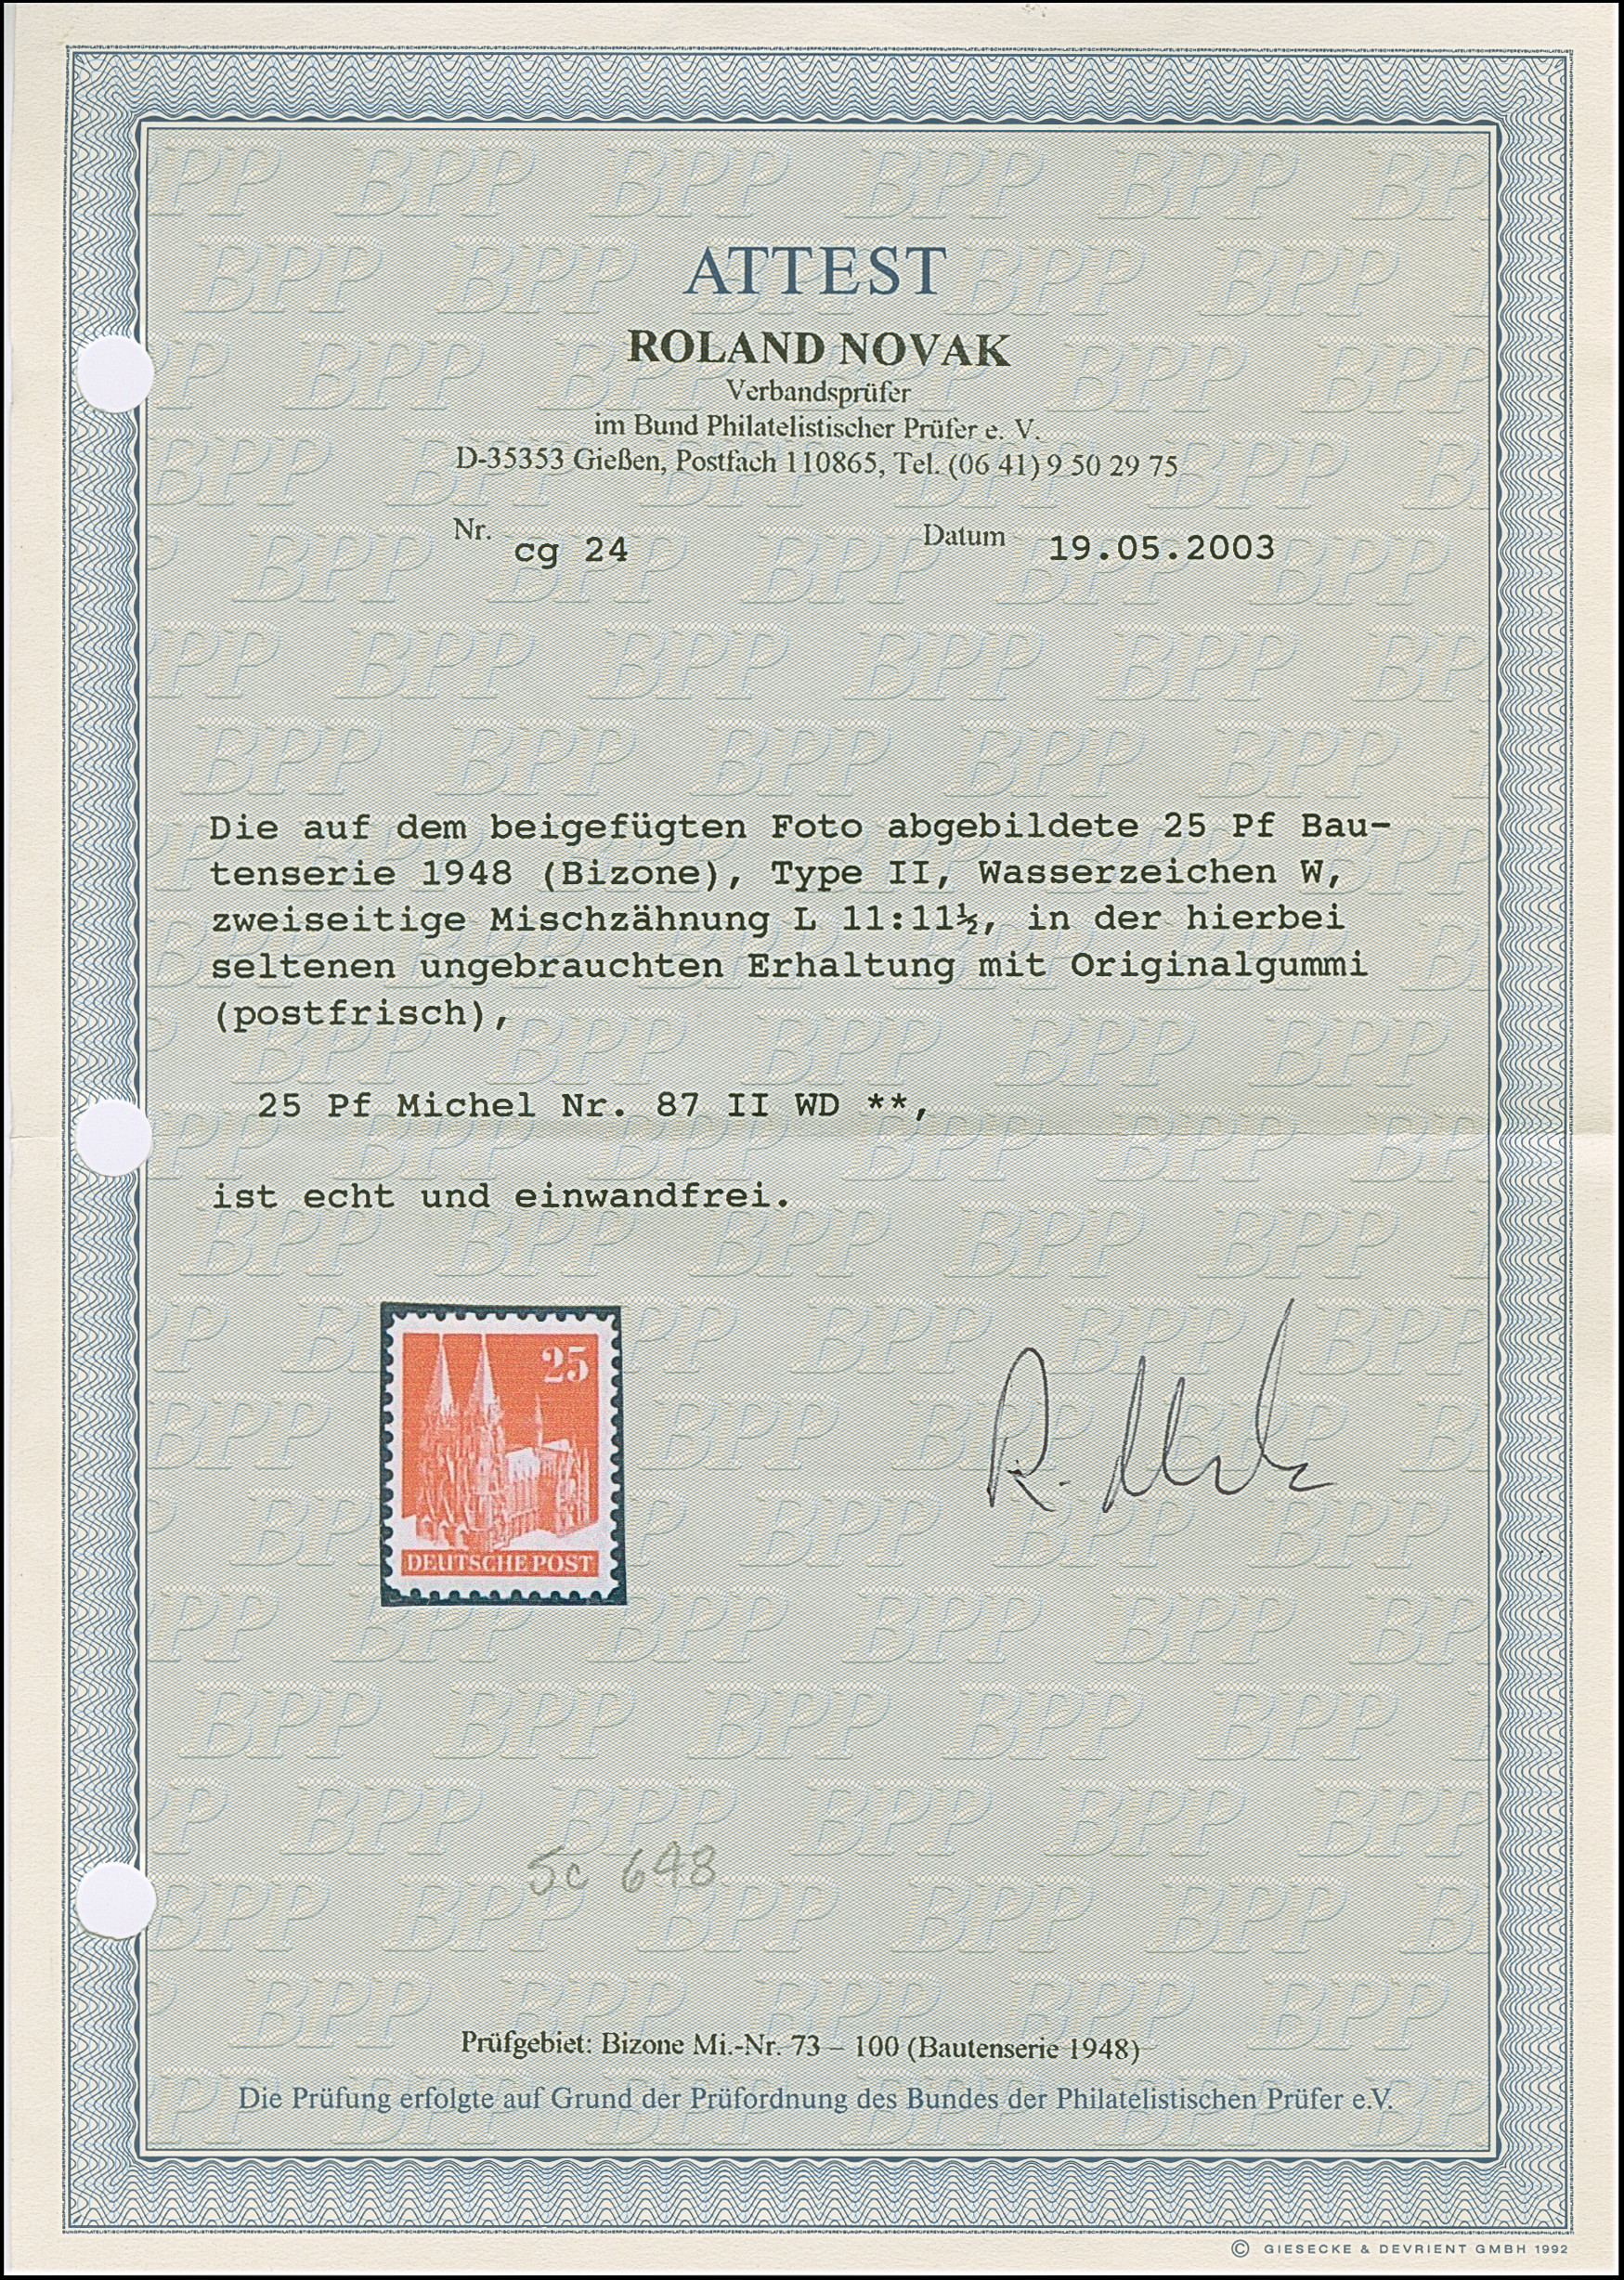 ATTEST
ROLAND NOVAK
Verbandsprüfer
im Bund Philatelistischer Prüfer e. V.
D-35353 Gießen, Postfach 110865, Tel. (06 41) 9 50 29 75
Nr. cg 24 Datum 19.05.2003
Die auf dem beigefügten Foto abgebildete 25 Pf Bau-
tenserie 1948 (Bizone), Type II, Wasserzeichen W,
zweiseitige Mischzähnung L 11:11½, in der hierbei
seltenen ungebrauchten Erhaltung mit Originalgummi
(postfrisch),
25 Pf Michel Nr. 87 II WD **,
ist echt und einwandfrei.
25
DEUTSCHE POST
Sc 648
Prüfgebiet: Bizone Mi.-Nr. 73 – 100 (Bautenserie 1948)
Die Prüfung erfolgte auf Grund der Prüfordnung des Bundes der Philatelistischen Prüfer e.V.
© GIESECKE & DEVRIENT GMBH 1992